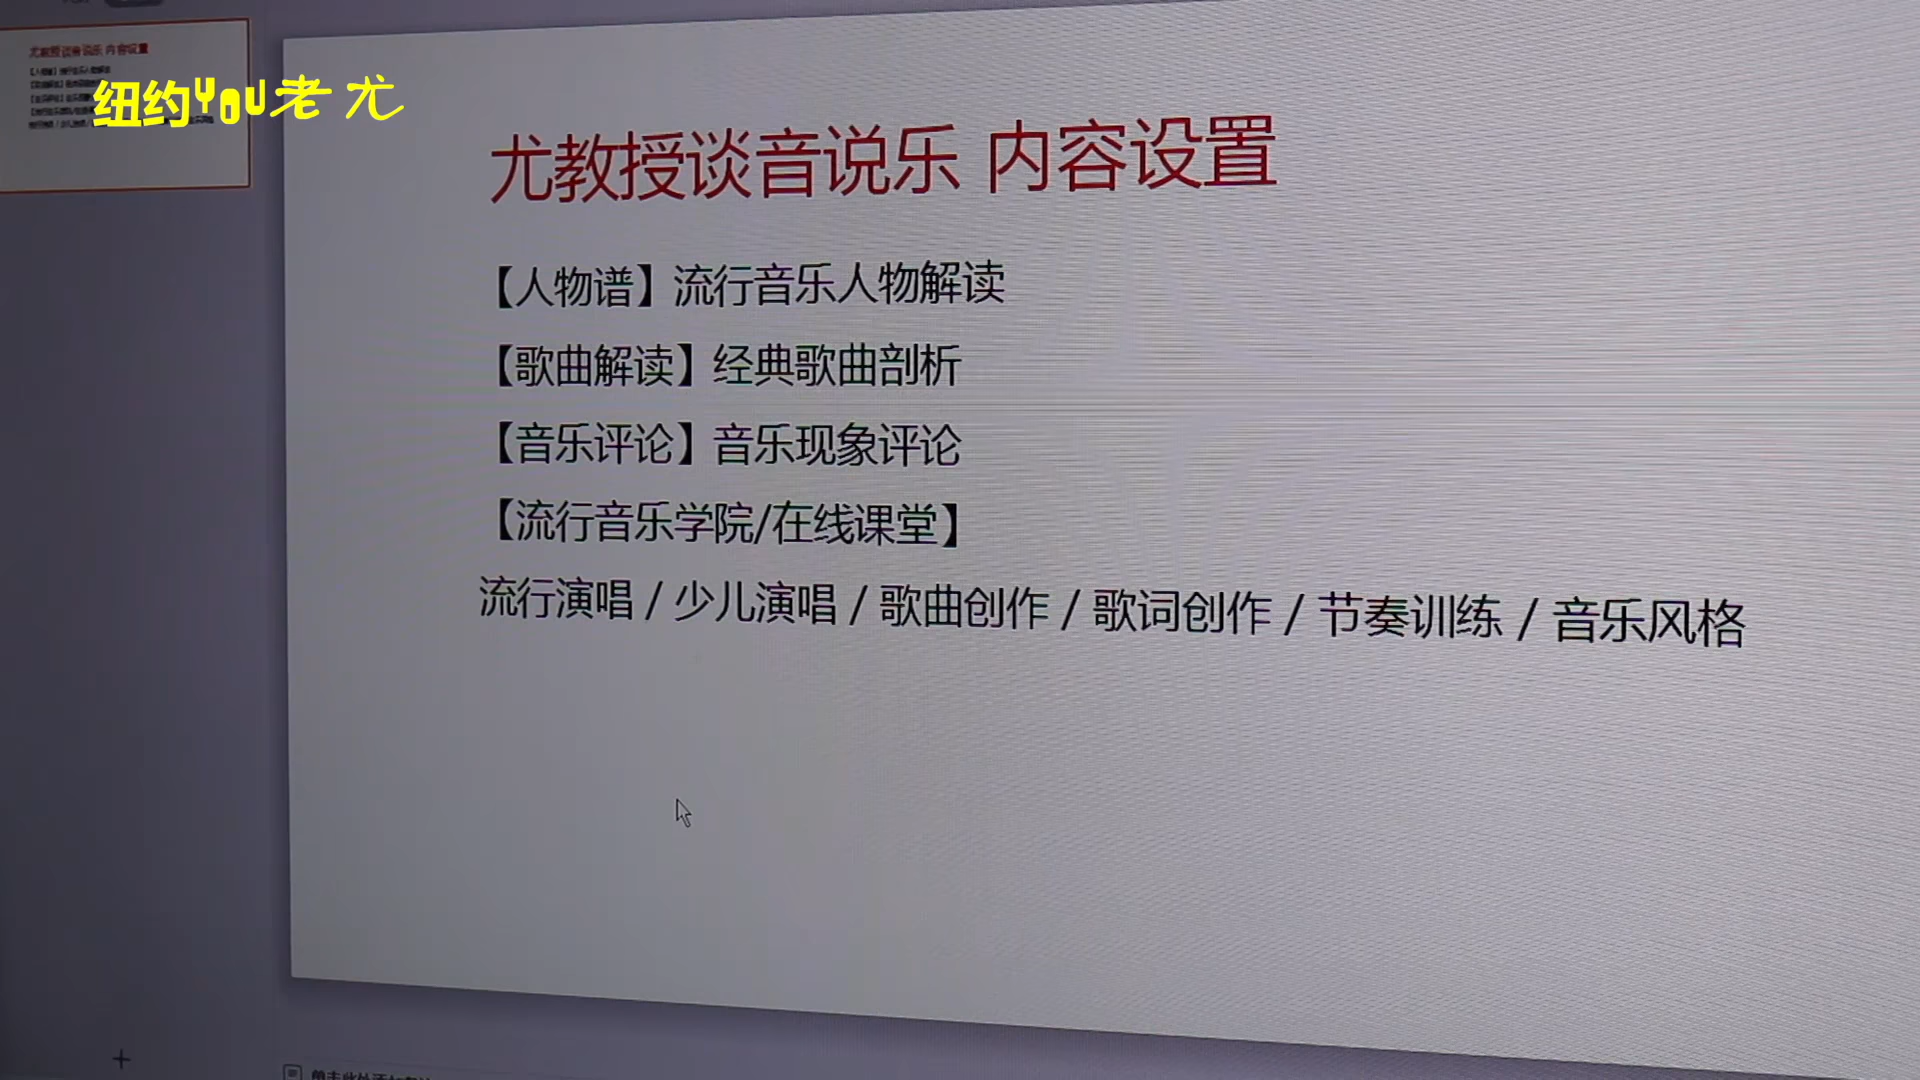 纽约YOU老尤
尤教授谈音说乐 内容设置
【人物谱】流行音乐人物解读
【歌曲解读】经典歌曲剖析
【音乐评论】音乐现象评论
【流行音乐学院/在线课堂】
流行演唱 / 少儿演唱 / 歌曲创作 / 歌词创作 / 节奏训练 / 音乐风格